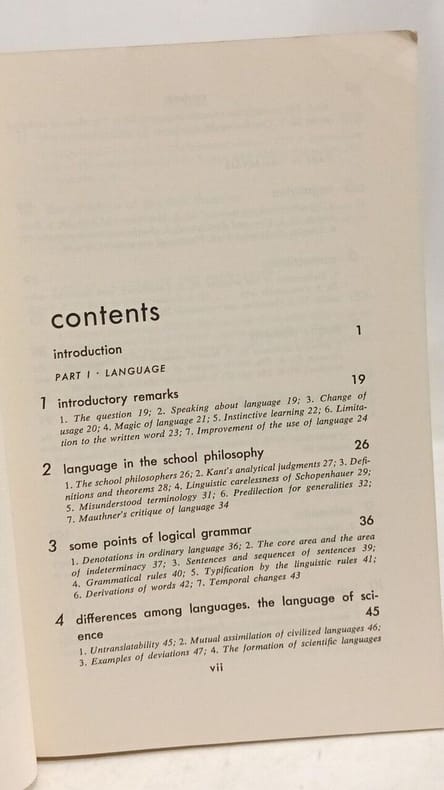 contents
introduction 1
PART I · LANGUAGE
1 introductory remarks 19
1. The question 19; 2. Speaking about language 19; 3. Change of
usage 20; 4. Magic of language 21; 5. Instinctive learning 22; 6. Limita-
tion to the written word 23; 7. Improvement of the use of language 24
2 language in the school philosophy 26
1. The school philosophers 26; 2. Kant's analytical judgments 27; 3. Defi-
nitions and theorems 28; 4. Linguistic carelessness of Schopenhauer 29;
5. Misunderstood terminology 31; 6. Predilection for generalities 32;
7. Mauthner's critique of language 34
3 some points of logical grammar 36
1. Denotations in ordinary language 36; 2. The core area and the area
of indeterminacy 37; 3. Sentences and sequences of sentences 39;
4. Grammatical rules 40; 5. Typification by the linguistic rules 41;
6. Derivations of words 42; 7. Temporal changes 43
4 differences among languages. the language of sci-
ence 45
1. Untranslatability 45; 2. Mutual assimilation of civilized languages 46;
3. Examples of deviations 47; 4. The formation of scientific languages
vii